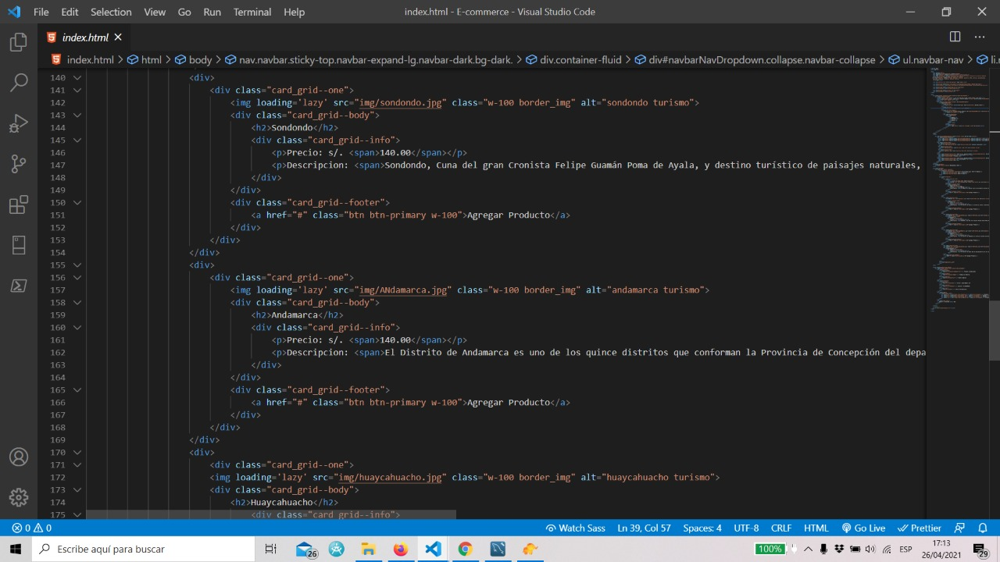 File Edit Selection View Go Run Terminal Help index.html - E-commerce - Visual Studio Code
index.html
index.html > html > body > nav.navbar.sticky-top.navbar-expand-lg.navbar-dark.bg-dark. > div.container-fluid > div#navbarNavDropdown.collapse.navbar-collapse > ul.navbar-nav > li.n
140 <div>
141 <div class="card_grid--one">
142 <img loading='lazy' src="img/sondondo.jpg" class="w-100 border_img" alt="sondondo turismo">
143 <div class="card_grid--body">
144 <h2>Sondondo</h2>
145 <div class="card_grid--info">
146 <p>Precio: s/. <span>140.00</span></p>
147 <p>Descripcion: <span>Sondondo, Cuna del gran Cronista Felipe Guaman Poma de Ayala y destino turístico de paisajes naturales,
148 </div>
149 </div>
150 <div class="card_grid--footer">
151 <a href="#" class="btn btn-primary w-100">Agregar Producto</a>
152 </div>
153 </div>
154 </div>
155 <div>
156 <div class="card_grid--one">
157 <img loading='lazy' src="img/ANdamarca.jpg" class="w-100 border_img" alt="andamarca turismo">
158 <div class="card_grid--body">
159 <h2>Andamarca</h2>
160 <div class="card_grid--info">
161 <p>Precio: s/. <span>140.00</span></p>
162 <p>Descripcion: <span>El Distrito de Andamarca es uno de los quince distritos que conforman la Provincia de Concepción del depa
163 </div>
164 </div>
165 <div class="card_grid--footer">
166 <a href="#" class="btn btn-primary w-100">Agregar Producto</a>
167 </div>
168 </div>
169 </div>
170 <div>
171 <div class="card_grid--one">
172 <img loading='lazy' src="img/huaycahuacho.jpg" class="w-100 border_img" alt="huaycahuacho turismo">
173 <div class="card_grid--body">
174 <h2>Huaycahuacho</h2>
175 <div class="card_grid--info">
0 0 Watch Sass Ln 39, Col 57 Spaces: 4 UTF-8 CRLF HTML Go Live Prettier
Escribe aquí para buscar 26 100% ESP 17:13
26/04/2021 29